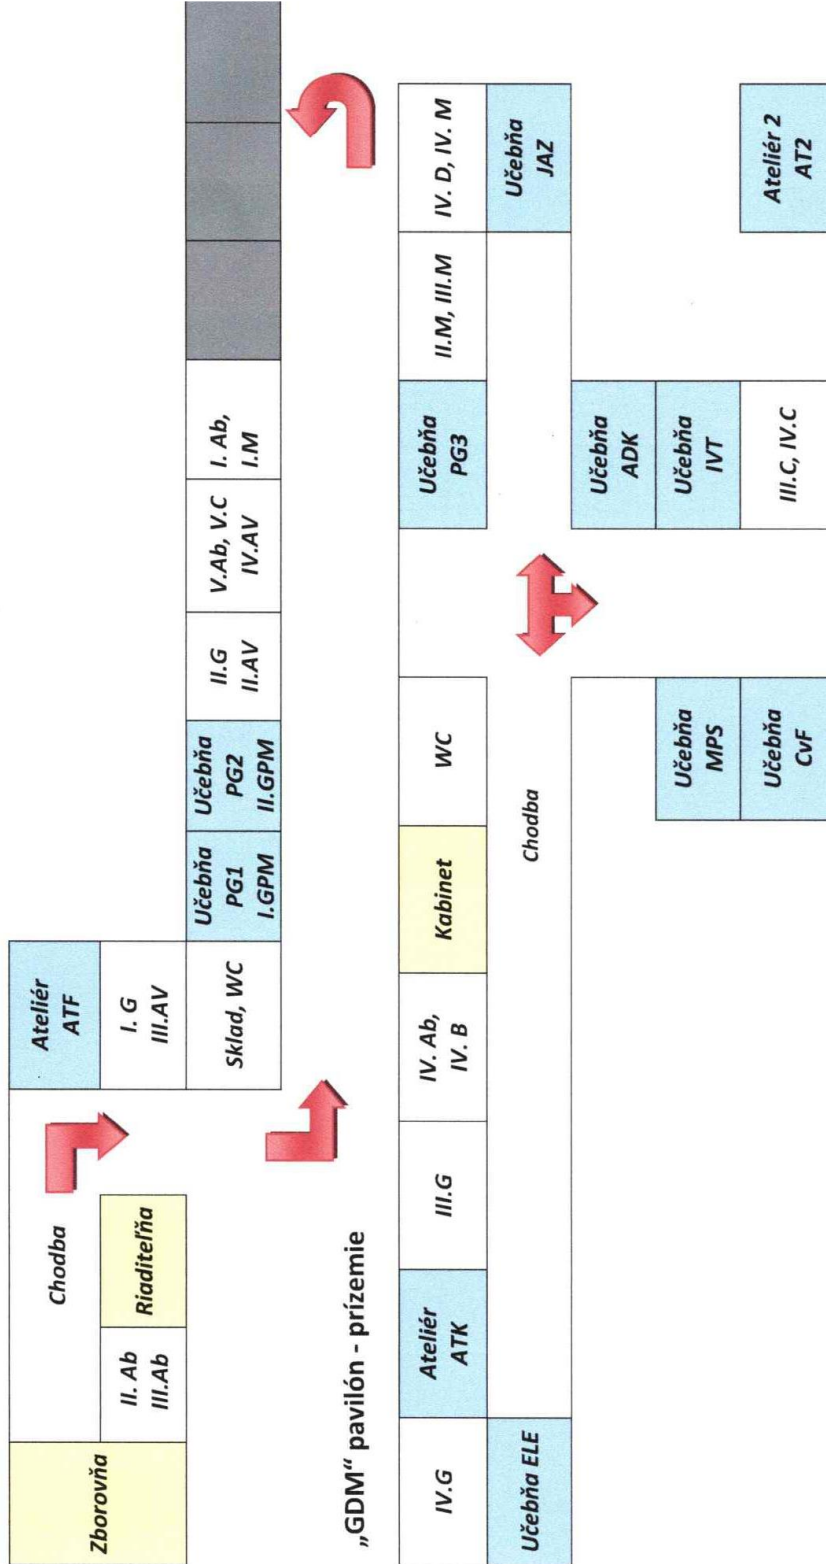 Zborovňa
Chodba
Ateliér
ATF
II. Ab
III.Ab
Riaditeľňa
I. G
III.AV
Sklad, WC
Učebňa
PG1
I.GPM
Učebňa
PG2
II.GPM
II.G
II.AV
V.Ab, V.C
IV.AV
I. Ab,
I.M
„GDM“ pavilón - prízemie
IV.G
Ateliér
ATK
III.G
IV. Ab,
IV. B
Kabinet
WC
Učebňa
PG3
II.M, III.M
IV. D, IV. M
Učebňa ELE
Chodba
Učebňa
JAZ
Učebňa
ADK
Učebňa
MPS
Učebňa
IVT
Učebňa
CvF
III.C, IV.C
Ateliér 2
AT2